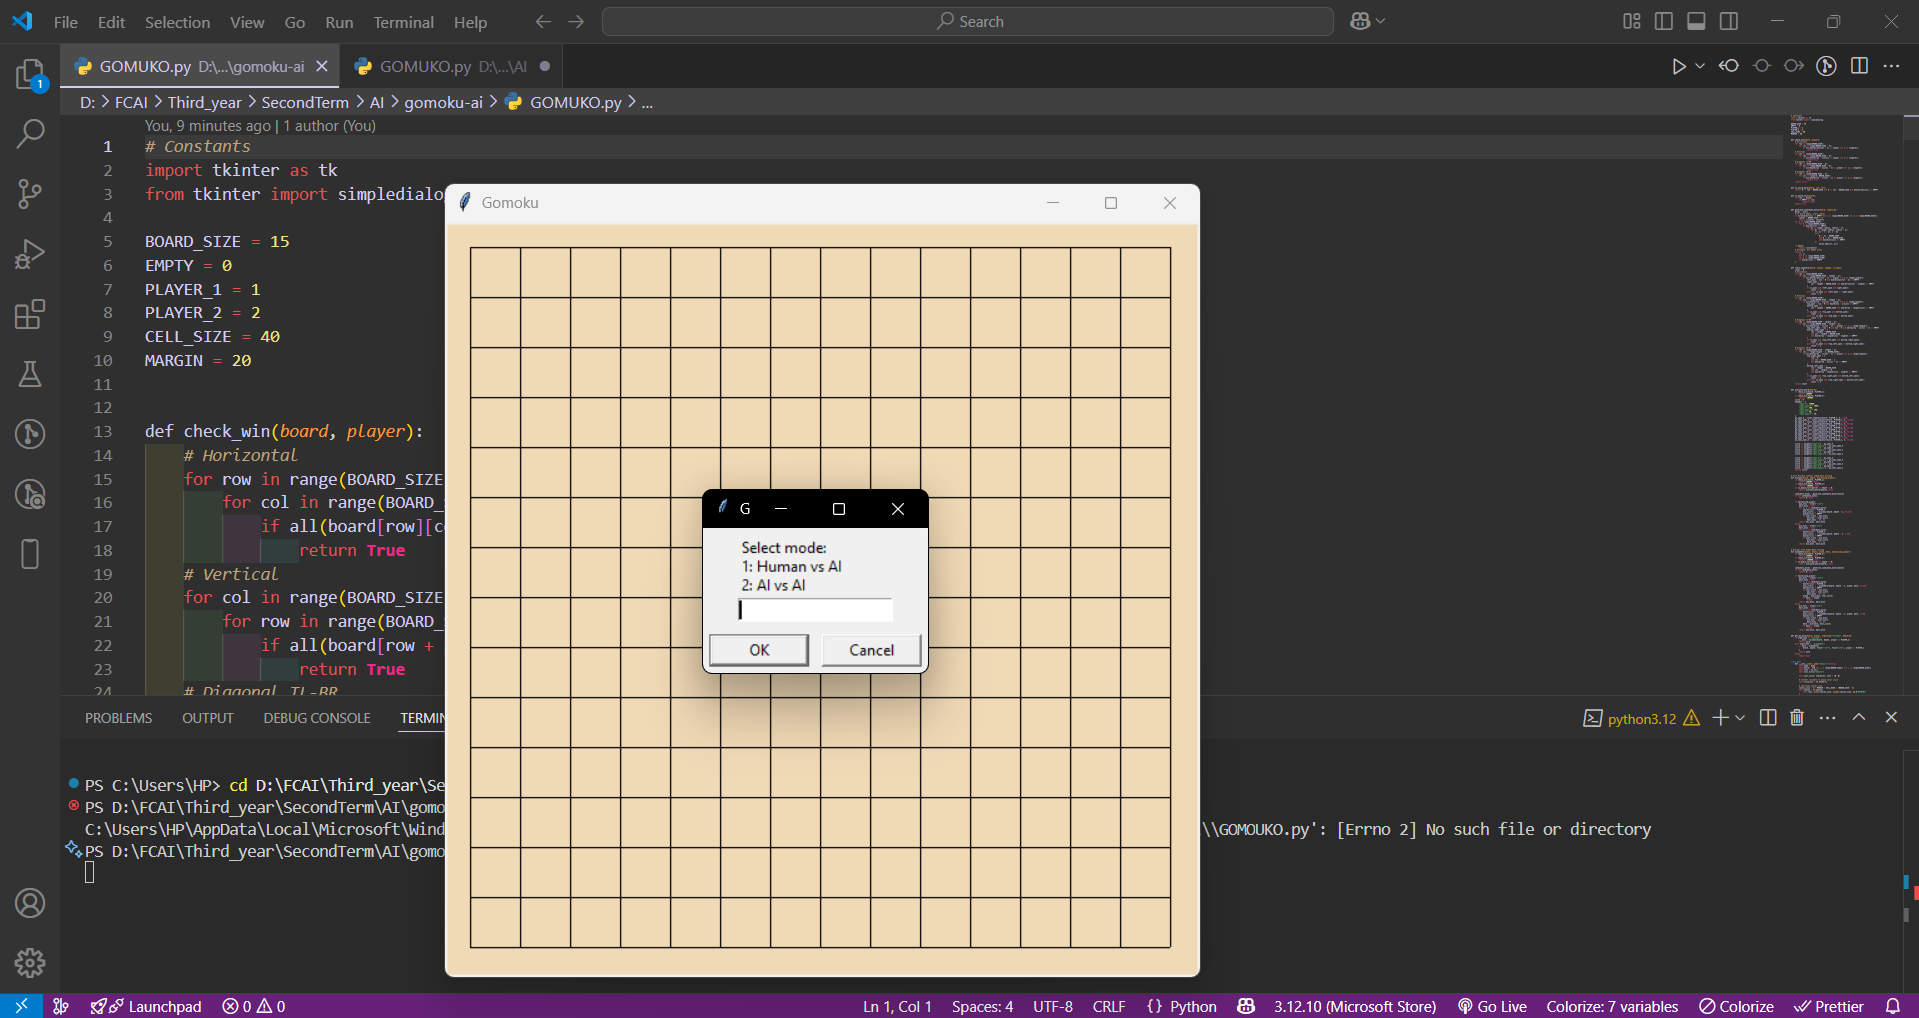 File Edit Selection View Go Run Terminal Help
Search
GOMUKO.py D:\...\gomoku-ai
GOMUKO.py D:\...\AI
D: > FCAI > Third_year > SecondTerm > AI > gomoku-ai > GOMUKO.py > ...
You, 9 minutes ago | 1 author (You)
1 # Constants
2 import tkinter as tk
3 from tkinter import simpledialog
4
5 BOARD_SIZE = 15
6 EMPTY = 0
7 PLAYER_1 = 1
8 PLAYER_2 = 2
9 CELL_SIZE = 40
10 MARGIN = 20
11
12
13 def check_win(board, player):
14 # Horizontal
15 for row in range(BOARD_SIZE
16 for col in range(BOARD_
17 if all(board[row][c
18 return True
19 # Vertical
20 for col in range(BOARD_SIZE
21 for row in range(BOARD_
22 if all(board[row +
23 return True
24 # Diagonal TL-BR
Gomoku
G
Select mode:
1: Human vs AI
2: AI vs AI
OK
Cancel
PROBLEMS OUTPUT DEBUG CONSOLE TERMIN
python3.12
PS C:\Users\HP> cd D:\FCAI\Third_year\Se
PS D:\FCAI\Third_year\SecondTerm\AI\gomo
C:\Users\HP\AppData\Local\Microsoft\Wind
\\GOMOUKO.py': [Errno 2] No such file or directory
PS D:\FCAI\Third_year\SecondTerm\AI\gomo
1
Launchpad 0 0
Ln 1, Col 1 Spaces: 4 UTF-8 CRLF {} Python 3.12.10 (Microsoft Store) Go Live Colorize: 7 variables Colorize Prettier